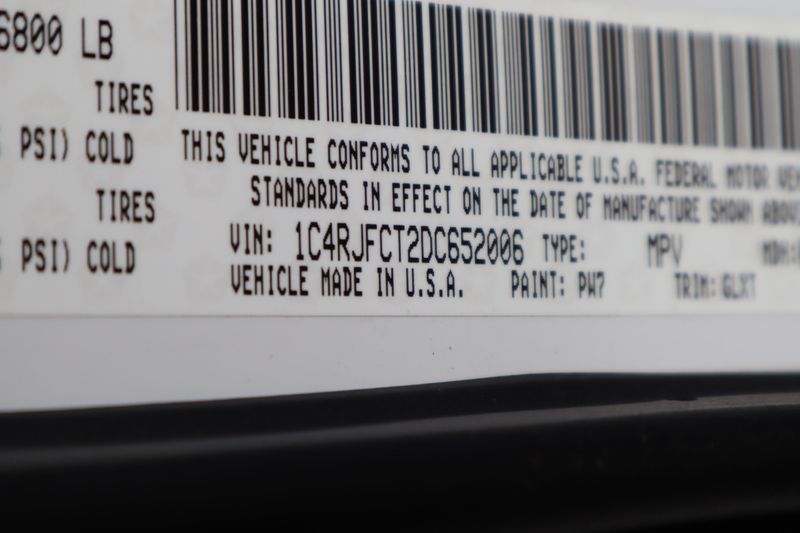 6800 LB
TIRES
PSI) COLD
TIRES
PSI) COLD
THIS VEHICLE CONFORMS TO ALL APPLICABLE U.S.A. FEDERAL MOTOR
STANDARDS IN EFFECT ON THE DATE OF MANUFACTURE SHOWN
VIN: 1C4RJFCT2DC652006 TYPE: MPV MDH:
VEHICLE MADE IN U.S.A. PAINT: PW7 TRIM: GLXT